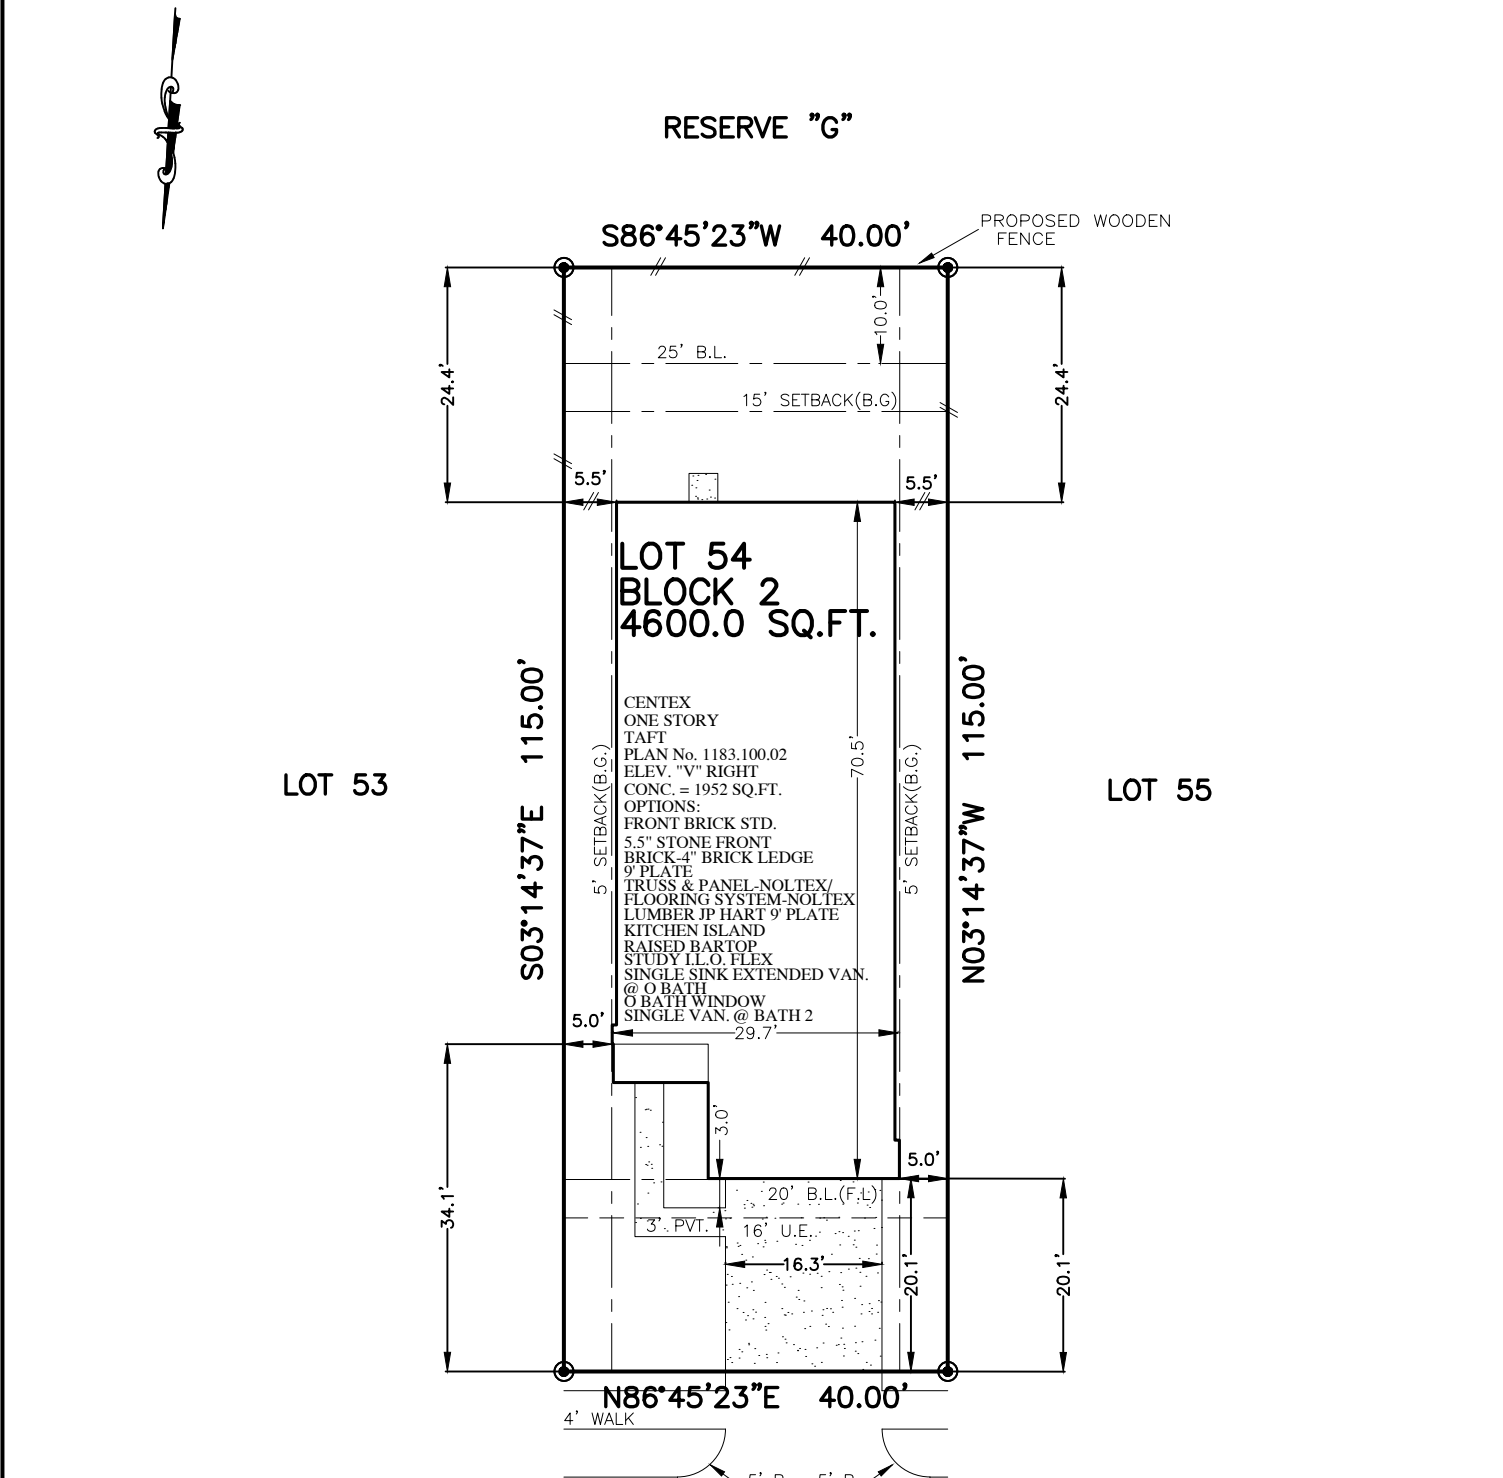 RESERVE "G"
S86°45'23"W 40.00'
PROPOSED WOODEN
FENCE
10.0'
25' B.L.
24.4'
24.4'
15' SETBACK(B.G)
5.5'
5.5'
LOT 54
BLOCK 2
4600.0 SQ.FT.
S03°14'37"E 115.00'
N03°14'37"W 115.00'
CENTEX
ONE STORY
TAFT
PLAN No. 1183.100.02
ELEV. "V" RIGHT
CONC. = 1952 SQ.FT.
OPTIONS:
FRONT BRICK STD.
5.5" STONE FRONT
BRICK-4" BRICK LEDGE
9' PLATE
TRUSS & PANEL-NOLTEX/
FLOORING SYSTEM-NOLTEX
LUMBER JP HART 9' PLATE
KITCHEN ISLAND
RAISED BARTOP
STUDY I.L.O. FLEX
SINGLE SINK EXTENDED VAN.
@ O BATH
O BATH WINDOW
SINGLE VAN. @ BATH 2
70.5'
5' SETBACK(B.G.)
5' SETBACK(B.G.)
LOT 53
LOT 55
5.0'
29.7'
3.0'
5.0'
34.1'
20' B.L.(F.L)
3' PVT.
16' U.E.
16.3'
20.1'
20.1'
N86°45'23"E 40.00'
4' WALK